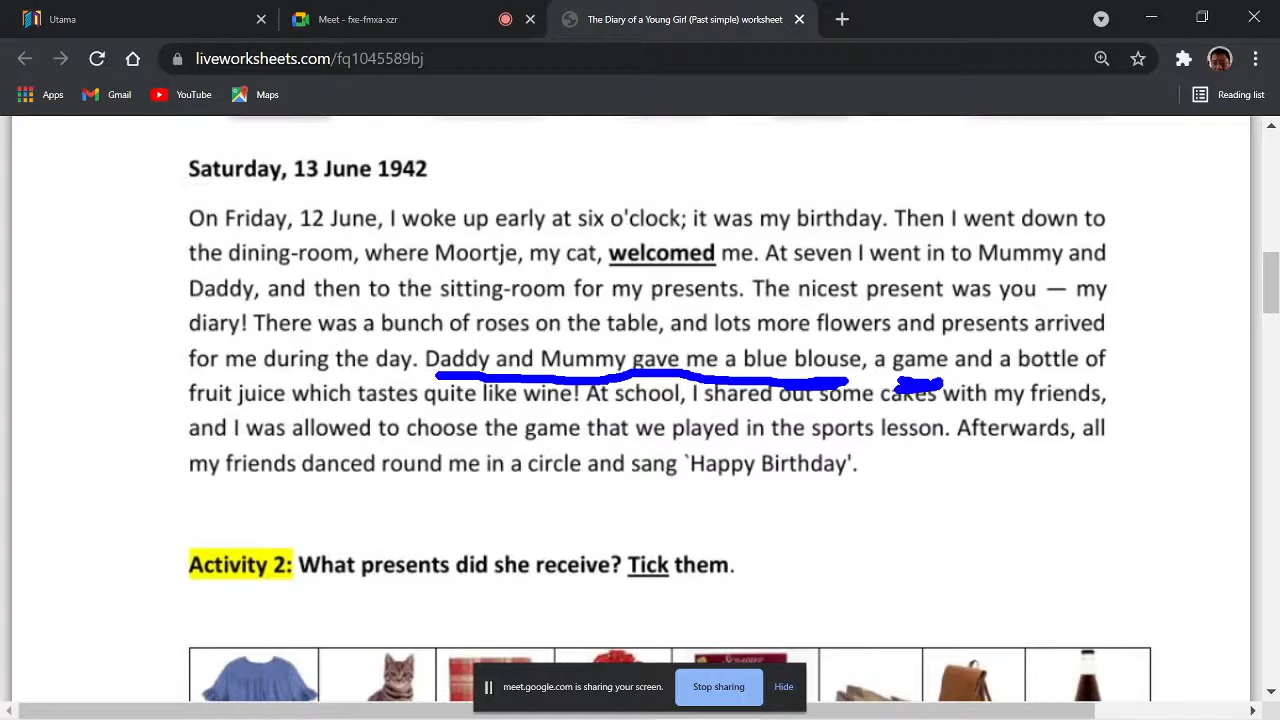 Utama
Meet - fxe-fmxa-xzr
The Diary of a Young Girl (Past simple) worksheet
liveworksheets.com/fq1045589bj
Apps
Gmail
YouTube
Maps
Reading list
Saturday, 13 June 1942
On Friday, 12 June, I woke up early at six o'clock; it was my birthday. Then I went down to
the dining-room, where Moortje, my cat, welcomed me. At seven I went in to Mummy and
Daddy, and then to the sitting-room for my presents. The nicest present was you — my
diary! There was a bunch of roses on the table, and lots more flowers and presents arrived
for me during the day. Daddy and Mummy gave me a blue blouse, a game and a bottle of
fruit juice which tastes quite like wine! At school, I shared out some cakes with my friends,
and I was allowed to choose the game that we played in the sports lesson. Afterwards, all
my friends danced round me in a circle and sang `Happy Birthday'.
Activity 2: What presents did she receive? Tick them.
meet.google.com is sharing your screen.
Stop sharing
Hide